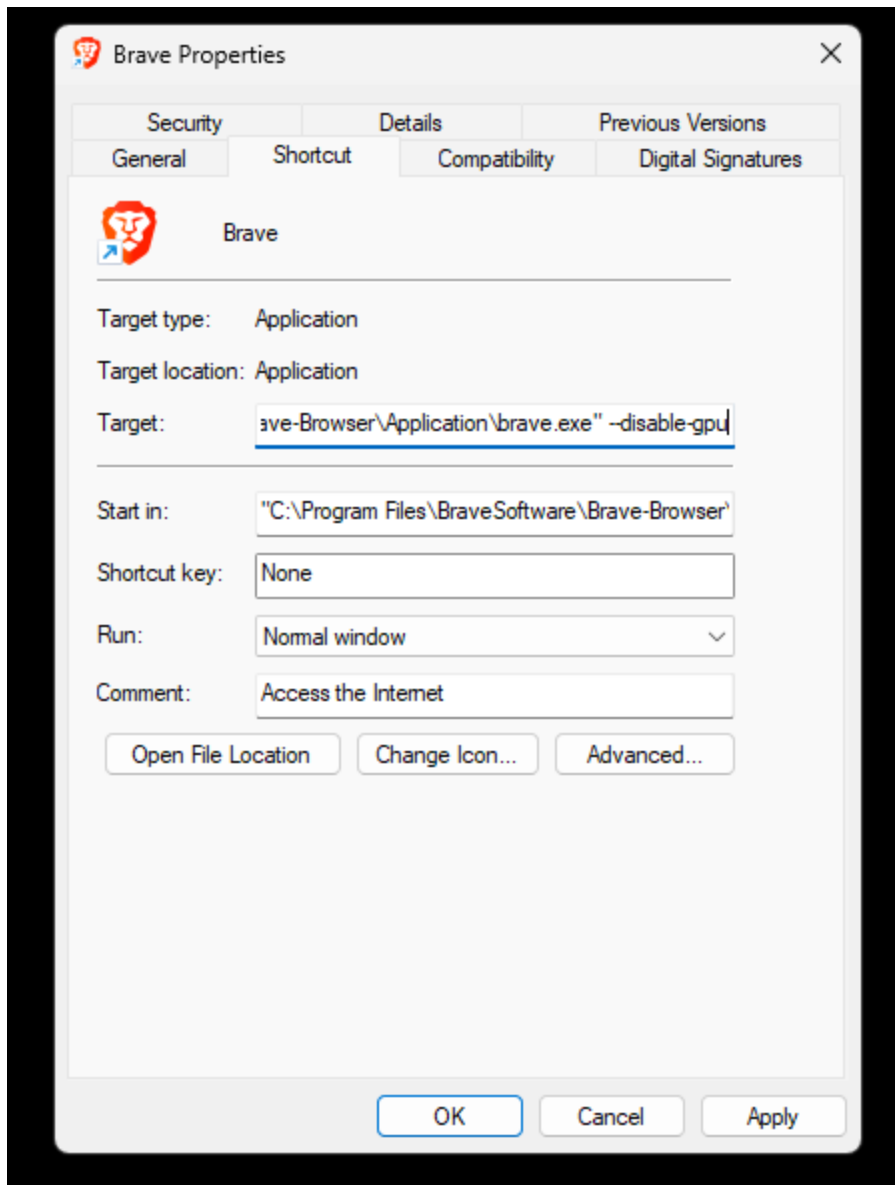 Brave Properties
Security Details Previous Versions
General Shortcut Compatibility Digital Signatures
Brave
Target type: Application
Target location: Application
Target: ave-Browser\Application\brave.exe" --disable-gpu
Start in: "C:\Program Files\BraveSoftware\Brave-Browser\
Shortcut key: None
Run: Normal window
Comment: Access the Internet
Open File Location Change Icon... Advanced...
OK Cancel Apply